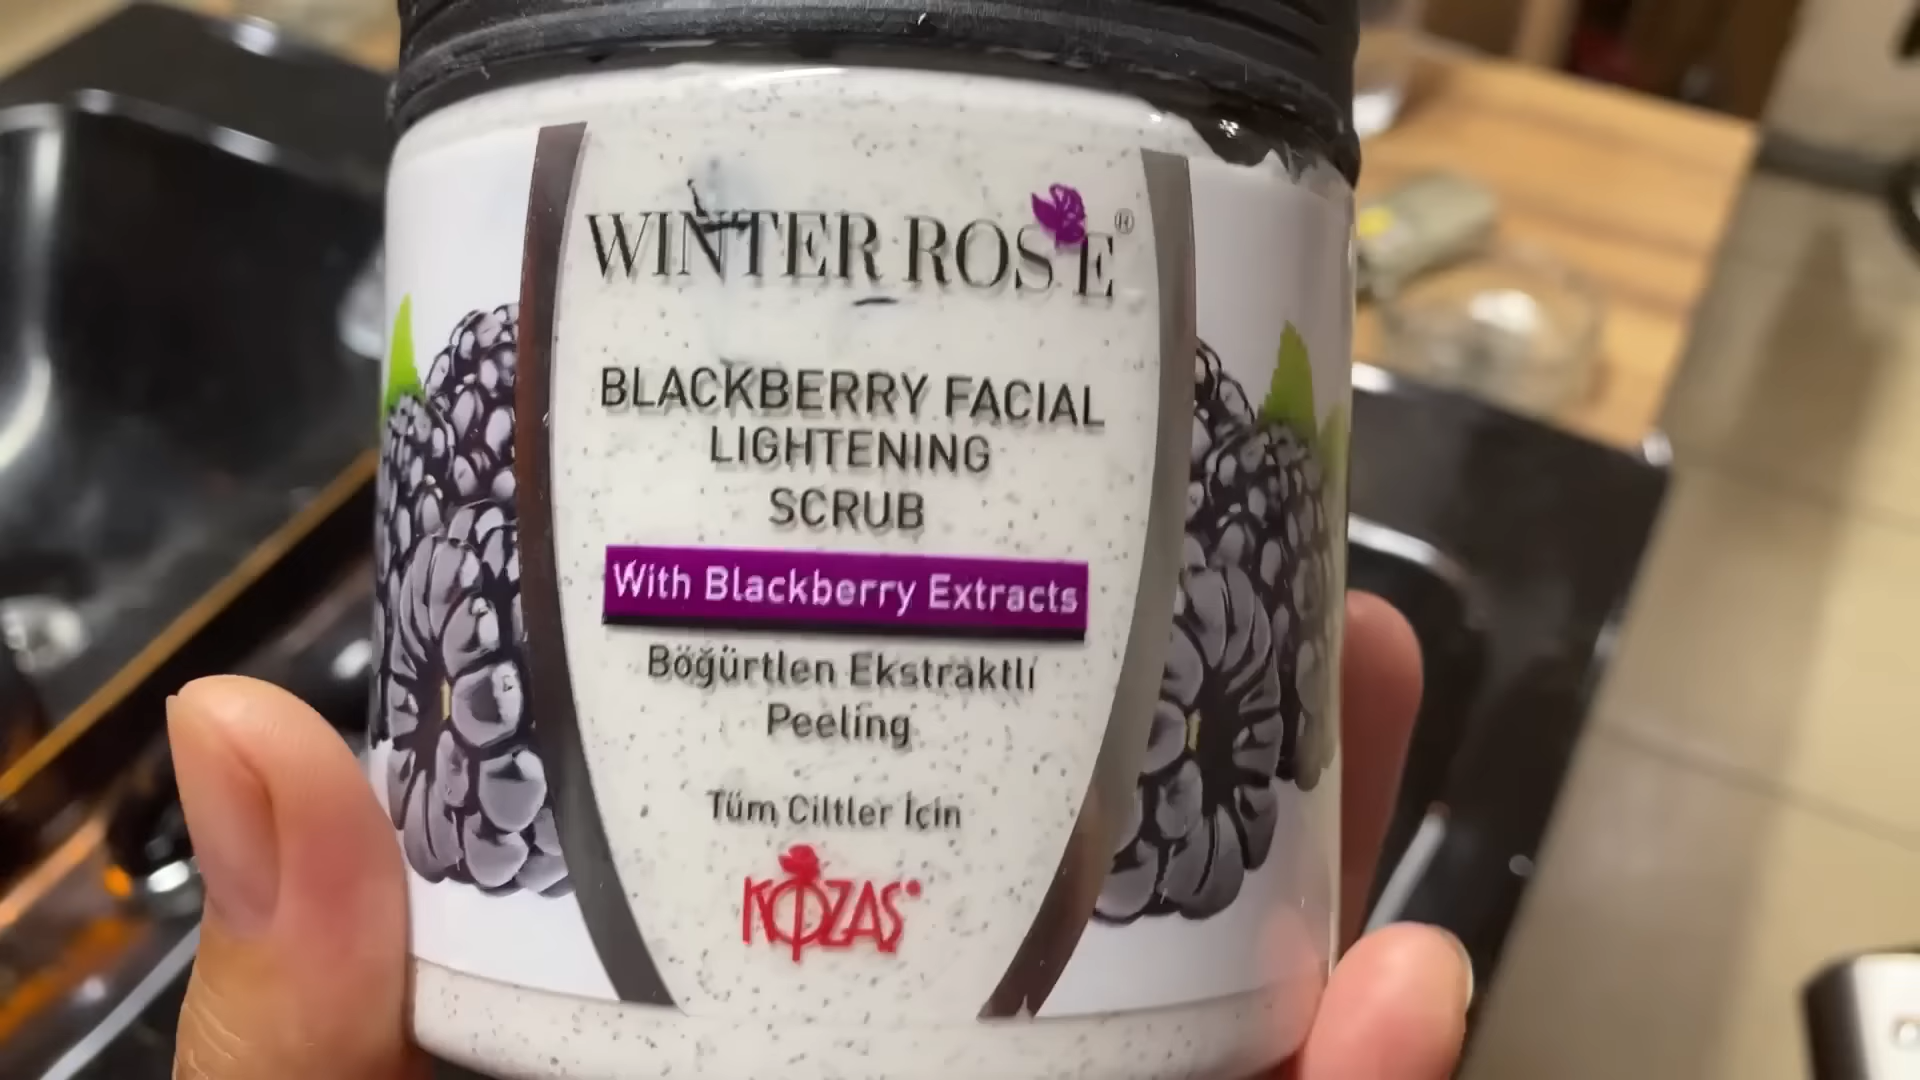 WINTER ROSE®
BLACKBERRY FACIAL
LIGHTENING
SCRUB
With Blackberry Extracts
Böğürtlen Ekstraktlı
Peeling
Tüm Ciltler İçin
KOZAS